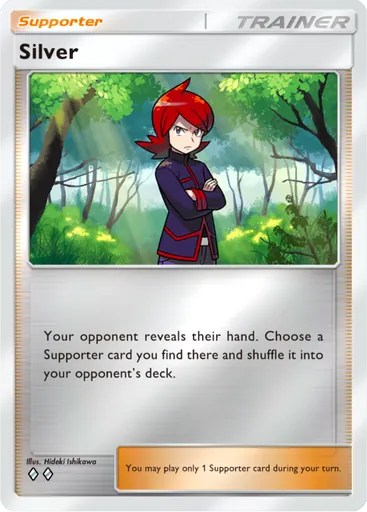 Supporter
TRAINER
Silver
Your opponent reveals their hand. Choose a
Supporter card you find there and shuffle it into
your opponent's deck.
Illus. Hideki Ishikawa
You may play only 1 Supporter card during your turn.